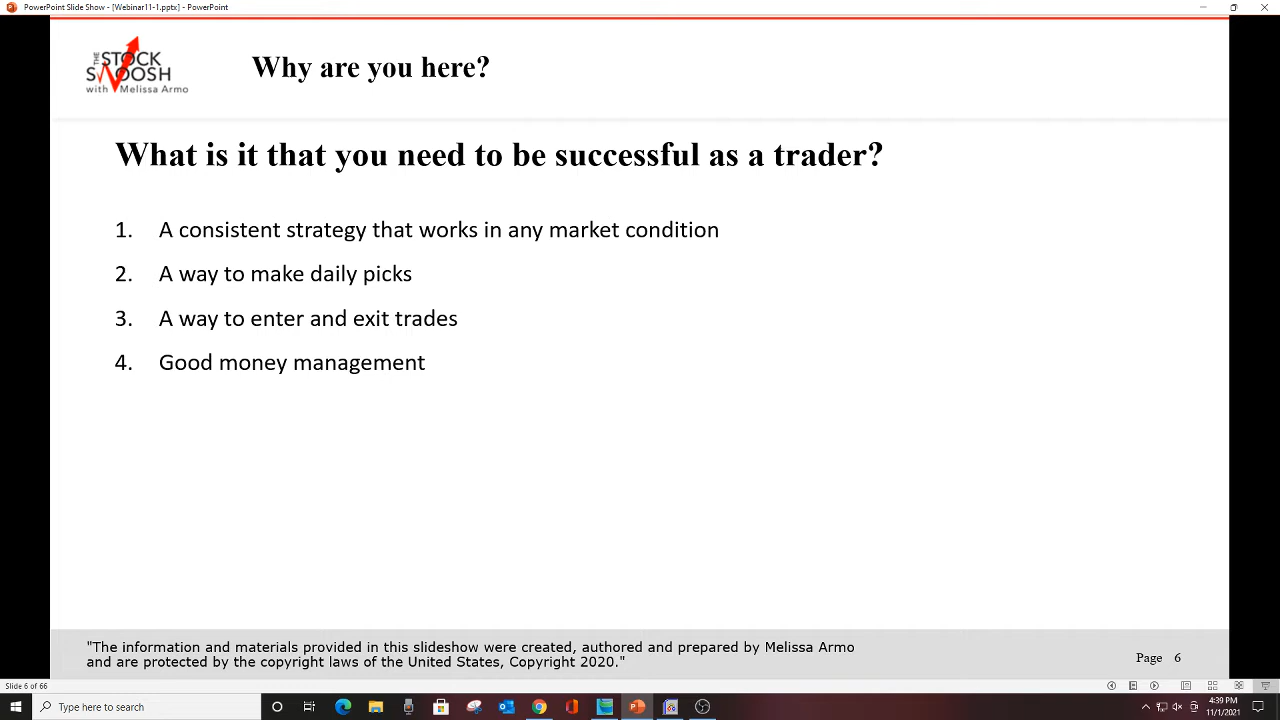 PowerPoint Slide Show - [Webinar11-1.pptx] - PowerPoint
THE
STOCK
SWOOSH
with Melissa Armo
Why are you here?
What is it that you need to be successful as a trader?
1. A consistent strategy that works in any market condition
2. A way to make daily picks
3. A way to enter and exit trades
4. Good money management
"The information and materials provided in this slideshow were created, authored and prepared by Melissa Armo
and are protected by the copyright laws of the United States, Copyright 2020."
Page 6
Slide 6 of 66
Type here to search
4:39 PM
11/1/2021